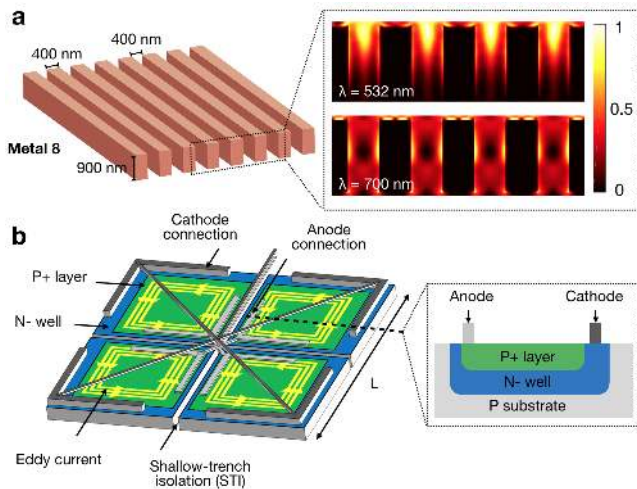 a
400 nm
400 nm
Metal 8
900 nm
λ = 532 nm
λ = 700 nm
1
0.5
0
b
Cathode
connection
Anode
connection
P+ layer
N- well
Eddy current
Shallow-trench
isolation (STI)
L
Anode
Cathode
P+ layer
N- well
P substrate